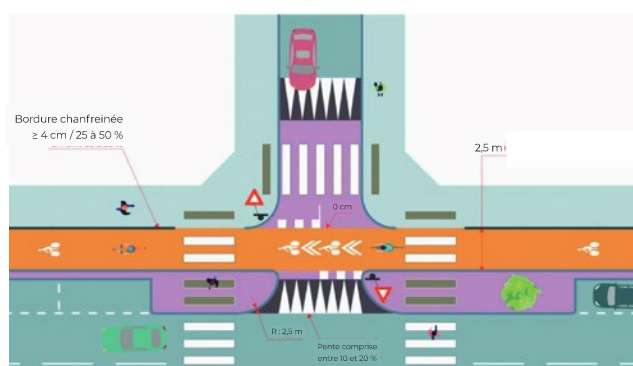 Bordure chanfreinée
≥ 4 cm / 25 à 50 %
2,5 m
0 cm
R : 2,5 m
Pente comprise
entre 10 et 20 %